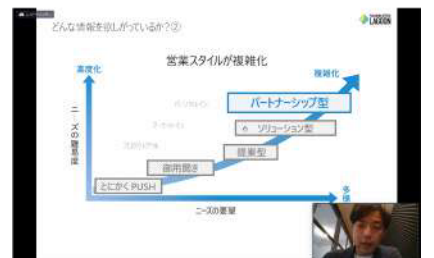 どんな情報を欲しがっているか?②
LAGOON
営業スタイルが複雑化
高度化
複雑化
パートナーシップ型
ソリューション型
提案型
御用聞き
とにかくPUSH
ニーズの難易度
ニーズの要望